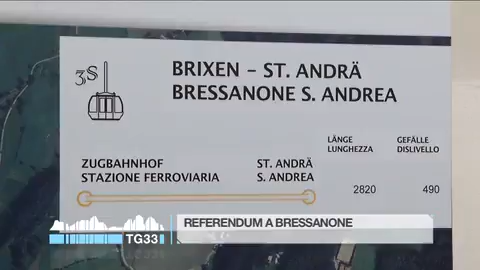 3S
BRIXEN – ST. ANDRÄ
BRESSANONE S. ANDREA
LÄNGE
LUNGHEZZA
GEFÄLLE
DISLIVELLO
ZUGBAHNHOF
STAZIONE FERROVIARIA
ST. ANDRÄ
S. ANDREA
2820
490
REFERENDUM A BRESSANONE
TG33